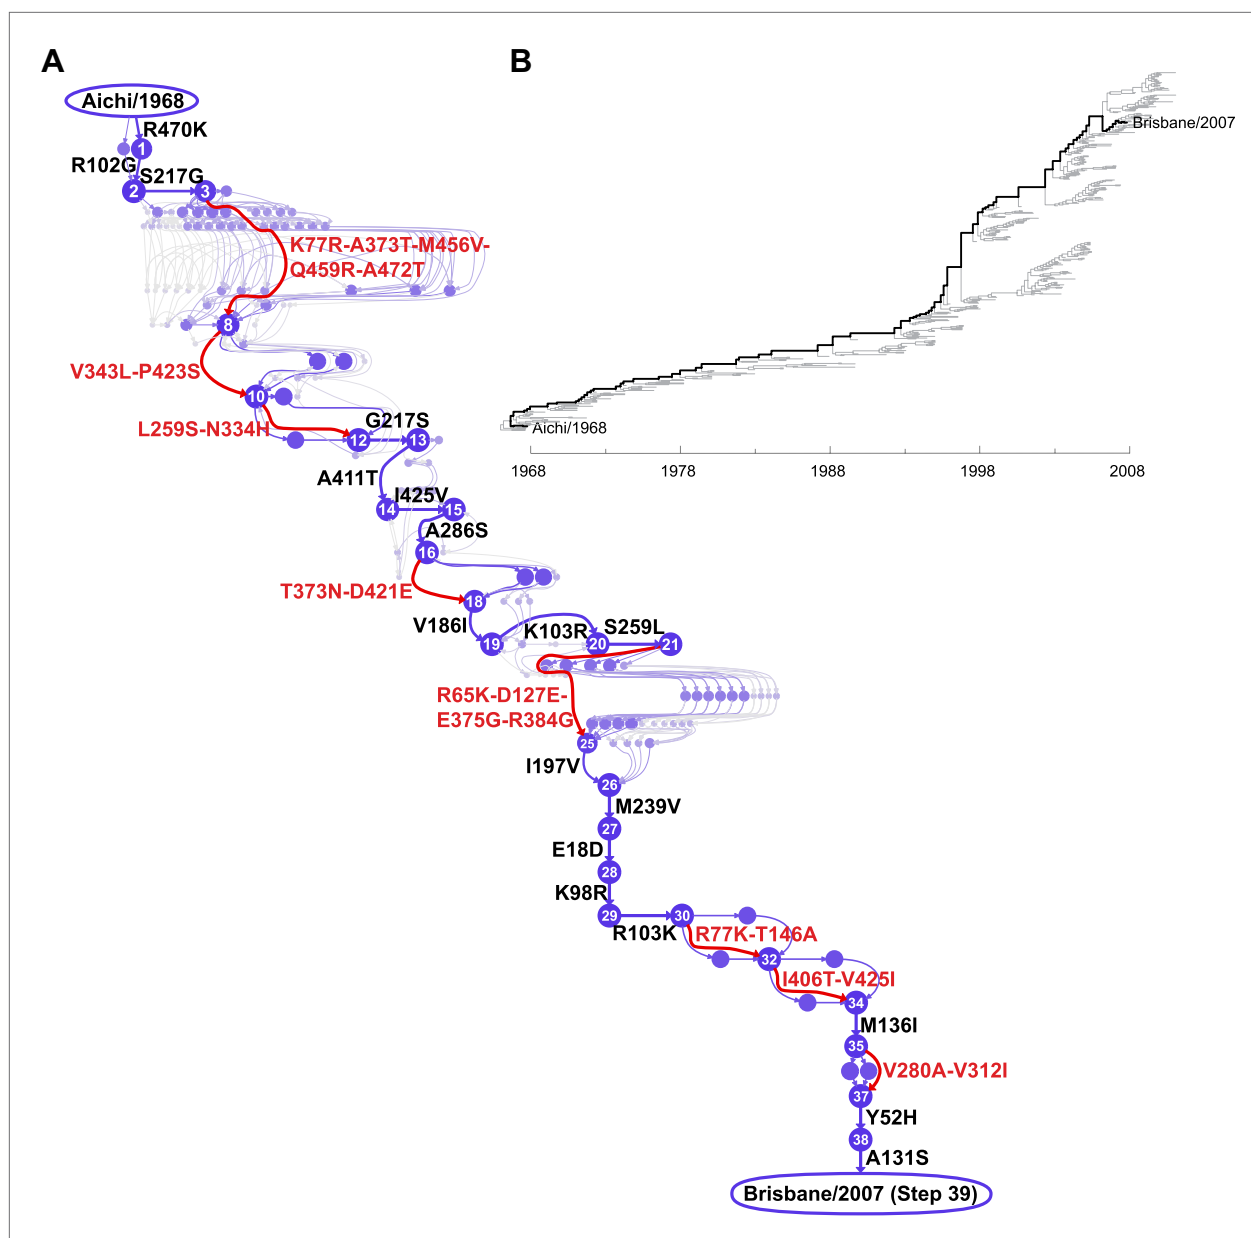 A
B
Aichi/1968
R470K
1
R102G
S217G
2
3
K77R-A373T-M456V-
Q459R-A472T
8
V343L-P423S
10
L259S-N334H
G217S
12
13
A411T
I425V
14
15
A286S
16
T373N-D421E
18
V186I
K103R
S259L
19
20
21
R65K-D127E-
E375G-R384G
25
I197V
26
M239V
27
E18D
28
K98R
29
30
R103K
R77K-T146A
32
I406T-V425I
34
M136I
35
V280A-V312I
37
Y52H
38
A131S
Brisbane/2007 (Step 39)
Brisbane/2007
Aichi/1968
1968
1978
1988
1998
2008